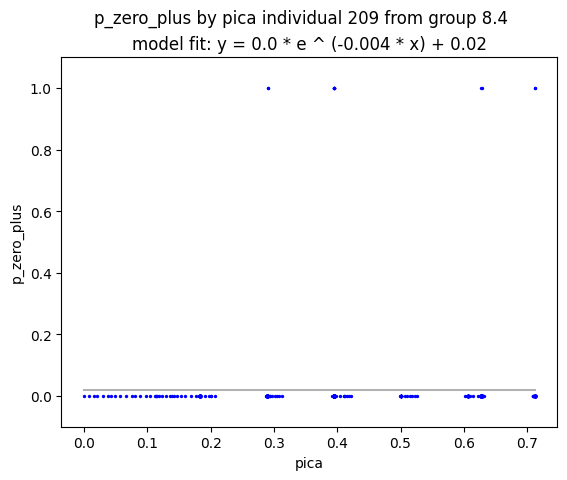 p_zero_plus by pica individual 209 from group 8.4
model fit: y = 0.0 * e ^ (-0.004 * x) + 0.02
1.0
0.8
0.6
0.4
0.2
0.0
p_zero_plus
0.0 0.1 0.2 0.3 0.4 0.5 0.6 0.7
pica